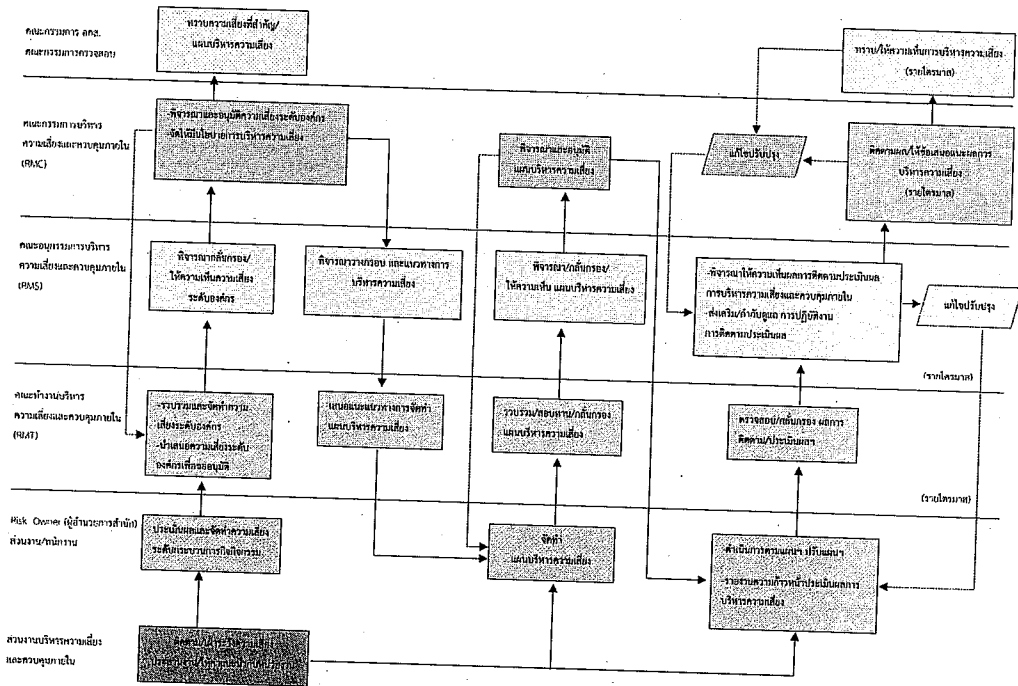 คณะกรรมการ อคส.
คณะกรรมการตรวจสอบ
ทราบความเสี่ยงที่สำคัญ/
แผนบริหารความเสี่ยง
ทราบ/ให้ความเห็นการบริหารความเสี่ยง
(รายไตรมาส)
คณะกรรมการบริหาร
ความเสี่ยงและควบคุมภายใน
(RMC)
-พิจารณาและอนุมัติความเสี่ยงระดับองค์กร
-จัดให้มีนโยบายการบริหารความเสี่ยง
พิจารณาและอนุมัติ
แผนบริหารความเสี่ยง
แก้ไขปรับปรุง
ติดตามผล/ให้ข้อเสนอแนะผลการ
บริหารความเสี่ยง
(รายไตรมาส)
คณะอนุกรรมการบริหาร
ความเสี่ยงและควบคุมภายใน
(RMS)
พิจารณากลั่นกรอง/
ให้ความเห็นความเสี่ยง
ระดับองค์กร
พิจารณาวางกรอบ และแนวทางการ
บริหารความเสี่ยง
พิจารณา/กลั่นกรอง/
ให้ความเห็น แผนบริหารความเสี่ยง
-พิจารณาให้ความเห็นผลการติดตามประเมินผล
การบริหารความเสี่ยงและควบคุมภายใน
-ส่งเสริม/กำกับดูแล การปฏิบัติงาน
การติดตามประเมินผล
แก้ไขปรับปรุง
(รายไตรมาส)
คณะทำงานบริหาร
ความเสี่ยงและควบคุมภายใน
(RMT)
-รวบรวมและจัดทำความ
เสี่ยงระดับองค์กร
-นำเสนอความเสี่ยงระดับ
องค์กรเพื่อขออนุมัติ
-เสนอแนะแนวทางการจัดทำ
แผนบริหารความเสี่ยง
รวบรวม/สอบทาน/กลั่นกรอง
แผนบริหารความเสี่ยง
ตรวจสอบ/กลั่นกรอง ผลการ
ติดตาม/ประเมินผลฯ
(รายไตรมาส)
Risk Owner (ผู้อำนวยการสำนัก)
ส่วนงาน/พนักงาน
-ประเมินผลและจัดทำความเสี่ยง
ระดับกระบวนการ
จัดทำ
แผนบริหารความเสี่ยง
-ดำเนินการตามแผนฯ ปรับแผนฯ
-รายงานความก้าวหน้าประเมินผลการ
บริหารความเสี่ยง
ส่วนงานบริหารความเสี่ยง
และควบคุมภายใน